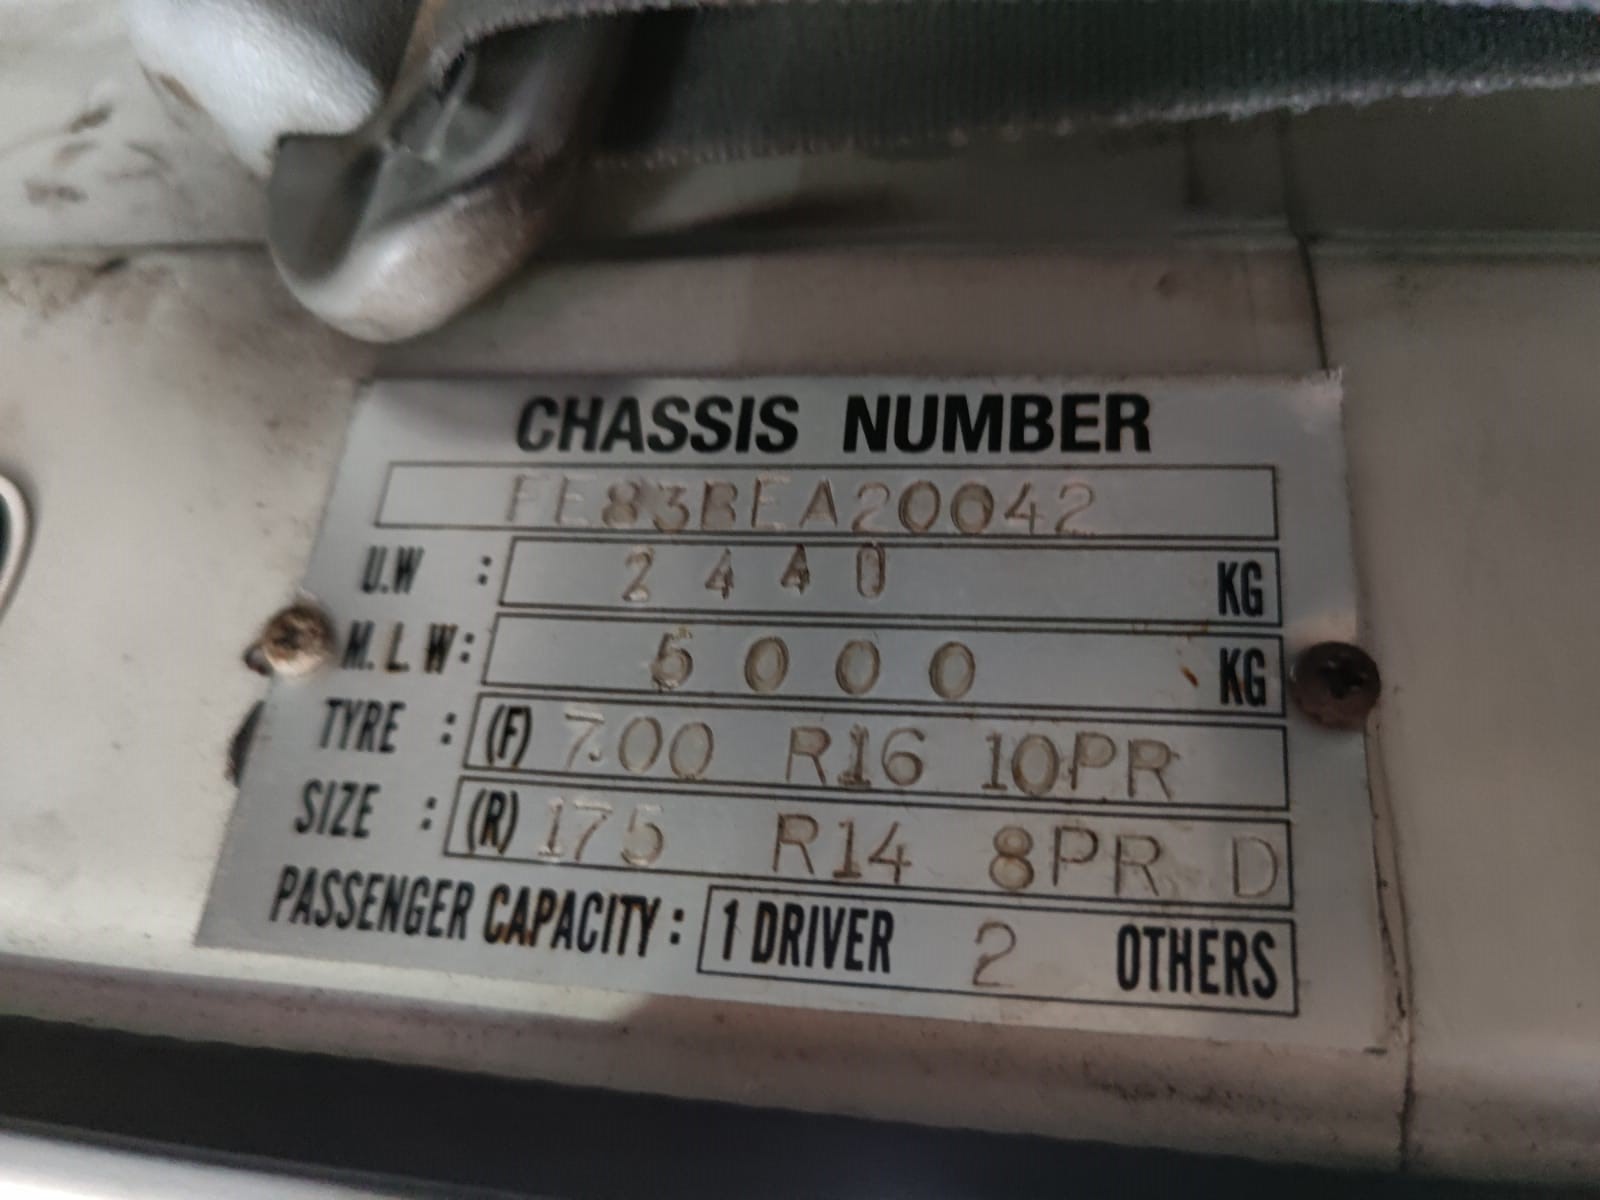 CHASSIS NUMBER
FE83BEA20042
U.W : 2440 KG
M.L W: 5000 KG
TYRE : (F) 7.00 R16 10PR
SIZE : (R) 175 R14 8PR D
PASSENGER CAPACITY : 1 DRIVER 2 OTHERS